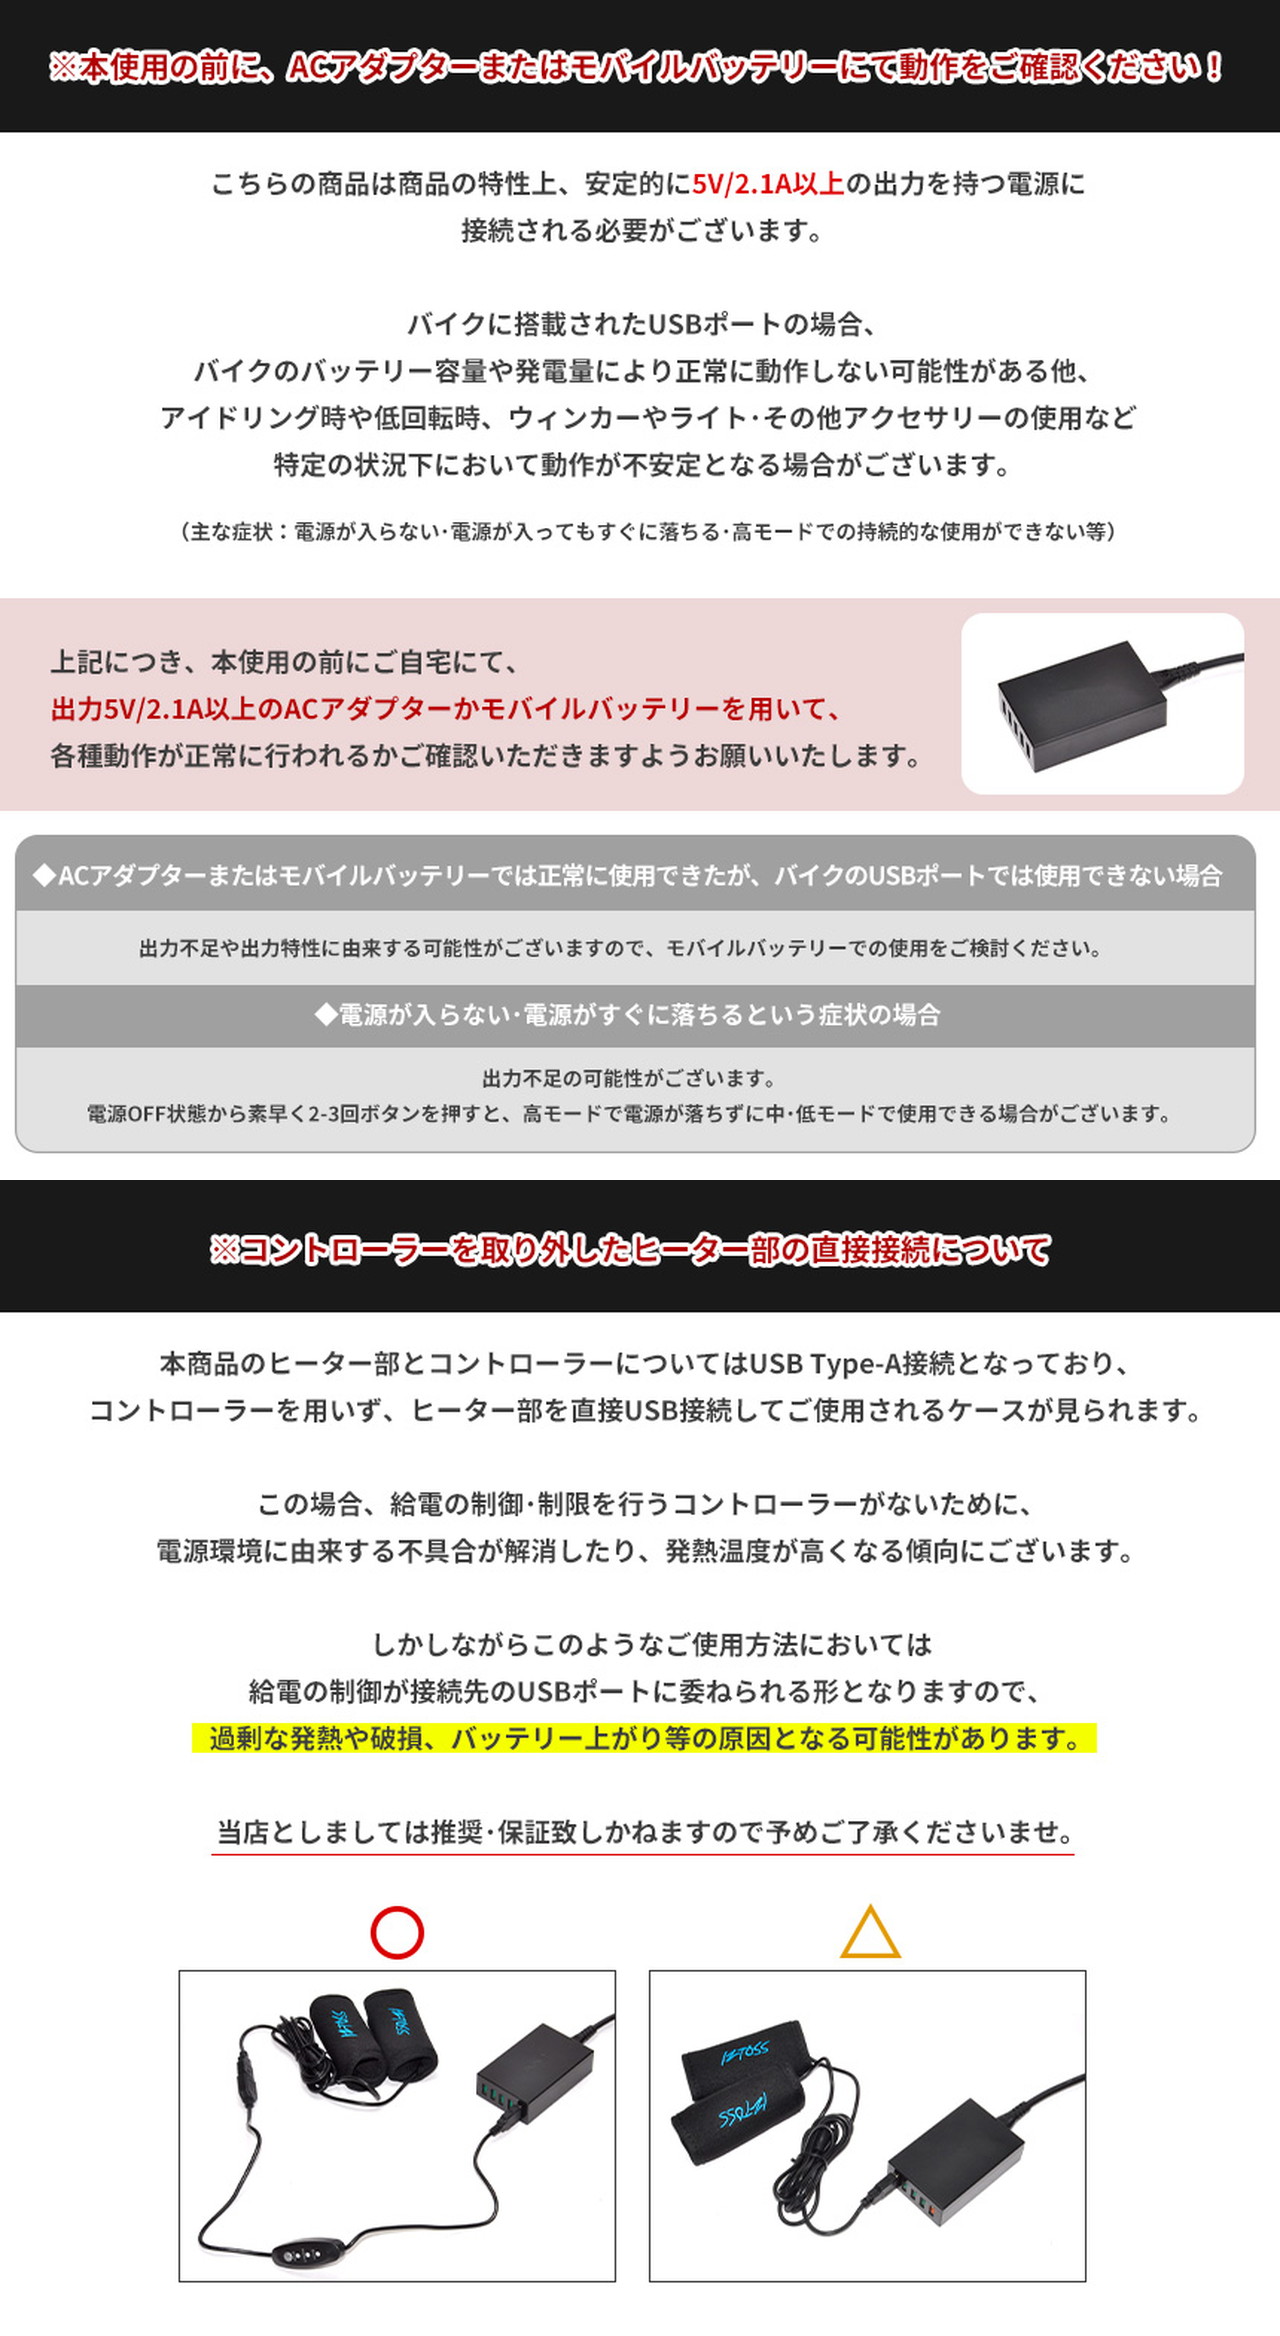 ※本使用の前に、ACアダプターまたはモバイルバッテリーにて動作をご確認ください！
こちらの商品は商品の特性上、安定的に5V/2.1A以上の出力を持つ電源に
接続される必要がございます。
バイクに搭載されたUSBポートの場合、
バイクのバッテリー容量や発電量により正常に動作しない可能性がある他、
アイドリング時や低回転時、ウィンカーやライト･その他アクセサリーの使用など
特定の状況下において動作が不安定となる場合がございます。
（主な症状：電源が入らない･電源が入ってもすぐに落ちる･高モードでの持続的な使用ができない等）
上記につき、本使用の前にご自宅にて、
出力5V/2.1A以上のACアダプターかモバイルバッテリーを用いて、
各種動作が正常に行われるかご確認いただきますようお願いいたします。
◆ACアダプターまたはモバイルバッテリーでは正常に使用できたが、バイクのUSBポートでは使用できない場合
出力不足や出力特性に由来する可能性がございますので、モバイルバッテリーでの使用をご検討ください。
◆電源が入らない･電源がすぐに落ちるという症状の場合
出力不足の可能性がございます。
電源OFF状態から素早く2-3回ボタンを押すと、高モードで電源が落ちずに中･低モードで使用できる場合がございます。
※コントローラーを取り外したヒーター部の直接接続について
本商品のヒーター部とコントローラーについてはUSB Type-A接続となっており、
コントローラーを用いず、ヒーター部を直接USB接続してご使用されるケースが見られます。
この場合、給電の制御･制限を行うコントローラーがないために、
電源環境に由来する不具合が解消したり、発熱温度が高くなる傾向にございます。
しかしながらこのようなご使用方法においては
給電の制御が接続先のUSBポートに委ねられる形となりますので、
過剰な発熱や破損、バッテリー上がり等の原因となる可能性があります。
当店としましては推奨･保証致しかねますので予めご了承くださいませ。
IZTOSS
IZTOSS
IZTOSS
IZTOSS